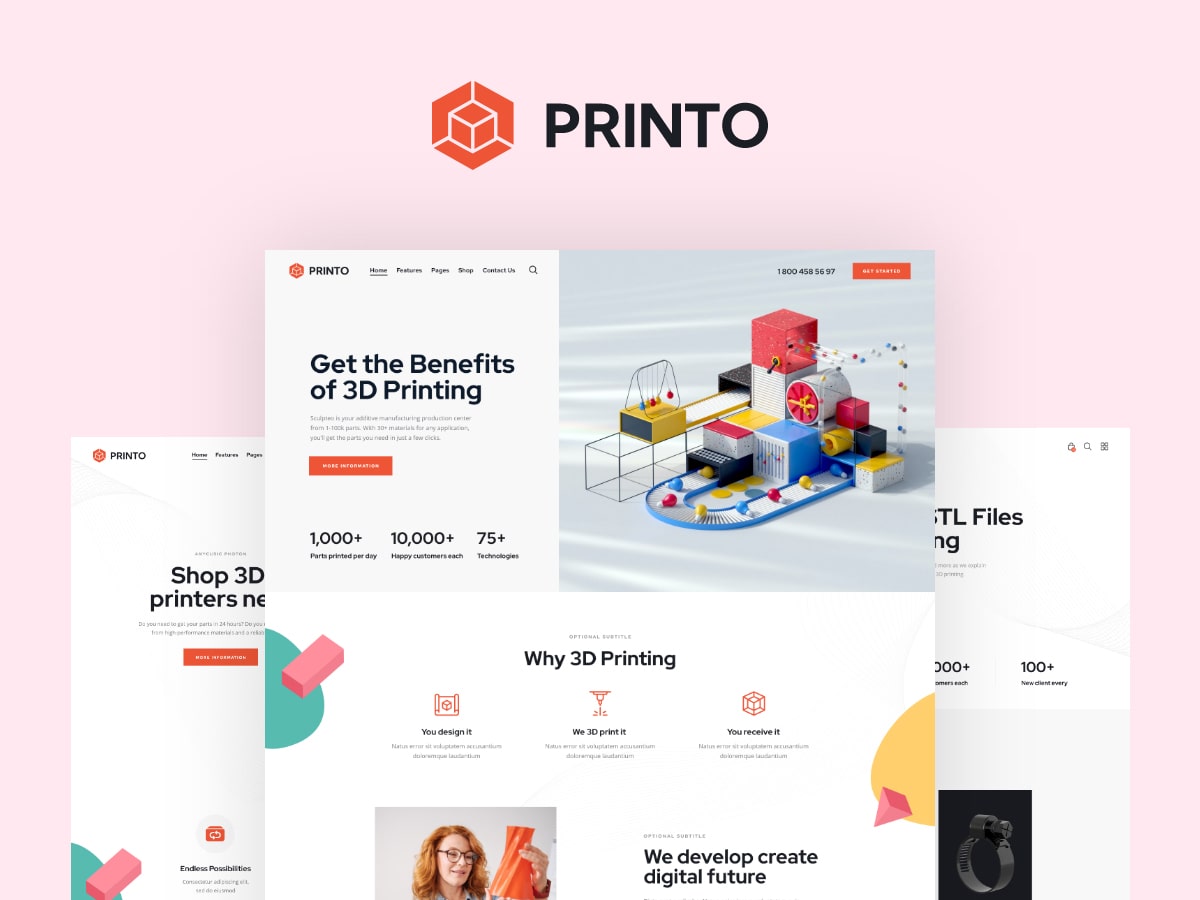 PRINTO
PRINTO
Home Features Pages Shop Contact Us
1 800 458 56 97
GET STARTED
Get the Benefits
of 3D Printing
Sculpteo is your additive manufacturing production center
from 1-100k parts. With 30+ materials for any application,
you'll get the parts you need in just a few clicks.
MORE INFORMATION
1,000+ 10,000+ 75+
Parts printed per day Happy customers each Technologies
OPTIONAL SUBTITLE
Why 3D Printing
You design it We 3D print it You receive it
Natus error sit voluptatem accusantium Natus error sit voluptatem accusantium Natus error sit voluptatem accusantium
doloremque laudantium doloremque laudantium doloremque laudantium
OPTIONAL SUBTITLE
We develop create
digital future
PRINTO
Home Features Pages
ANYCUBIC PHOTON
Shop 3D
printers ne
Do you need to get your parts in 24 hours? Do you
from high-performance materials and a reliab
MORE INFORMATION
Endless Possibilities
Consectetur adipiscing elit,
sed do eiusmod
STL Files
ng
more as we explain
3D printing
000+ 100+
omers each New client every